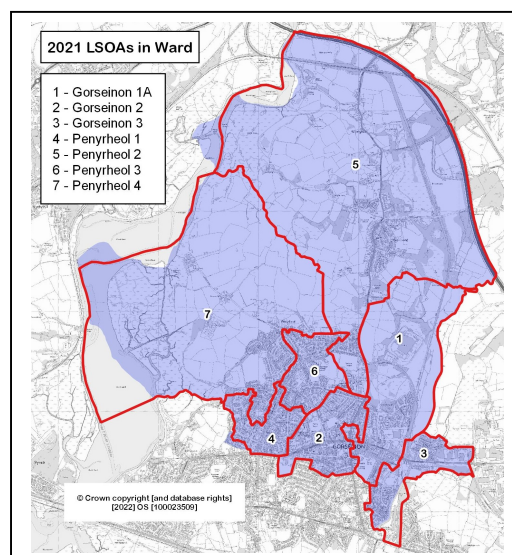 2021 LSOAs in Ward
1 - Gorseinon 1A
2 - Gorseinon 2
3 - Gorseinon 3
4 - Penyrheol 1
5 - Penyrheol 2
6 - Penyrheol 3
7 - Penyrheol 4
5
7
1
6
4
2
3
© Crown copyright [and database rights]
[2022] OS [100023509]